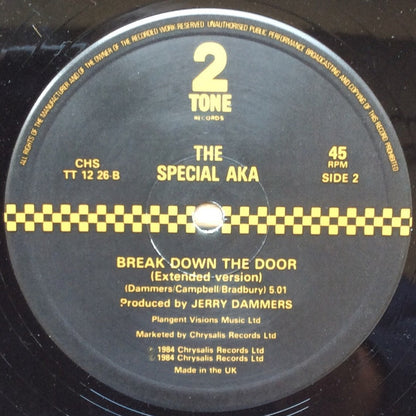 ALL RIGHTS OF THE MANUFACTURER AND OF THE OWNER OF THE RECORDED WORK RESERVED UNAUTHORISED PUBLIC PERFORMANCE BROADCASTING AND COPYING OF THIS RECORD PROHIBITED
2
TONE
RECORDS
THE
SPECIAL AKA
CHS
TT 12 26·B
45
RPM
SIDE 2
BREAK DOWN THE DOOR
(Extended version)
(Dammers/Campbell/Bradbury) 5.01
Produced by JERRY DAMMERS
Plangent Visions Music Ltd
Marketed by Chrysalis Records Ltd
℗ 1984 Chrysalis Records Ltd
© 1984 Chrysalis Records Ltd
Made in the UK